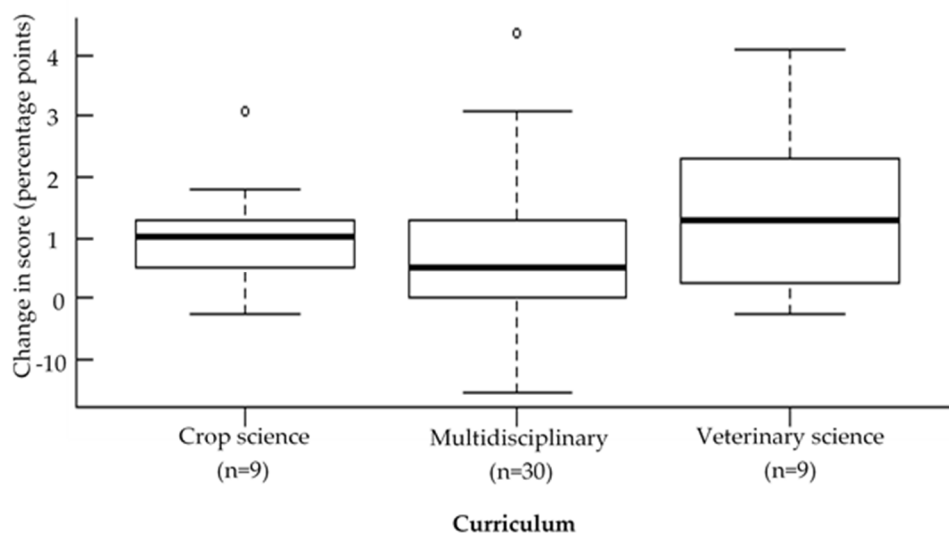 Change in score (percentage points)
4
3
2
1
0
-10
Crop science
(n=9)
Multidisciplinary
(n=30)
Veterinary science
(n=9)
Curriculum